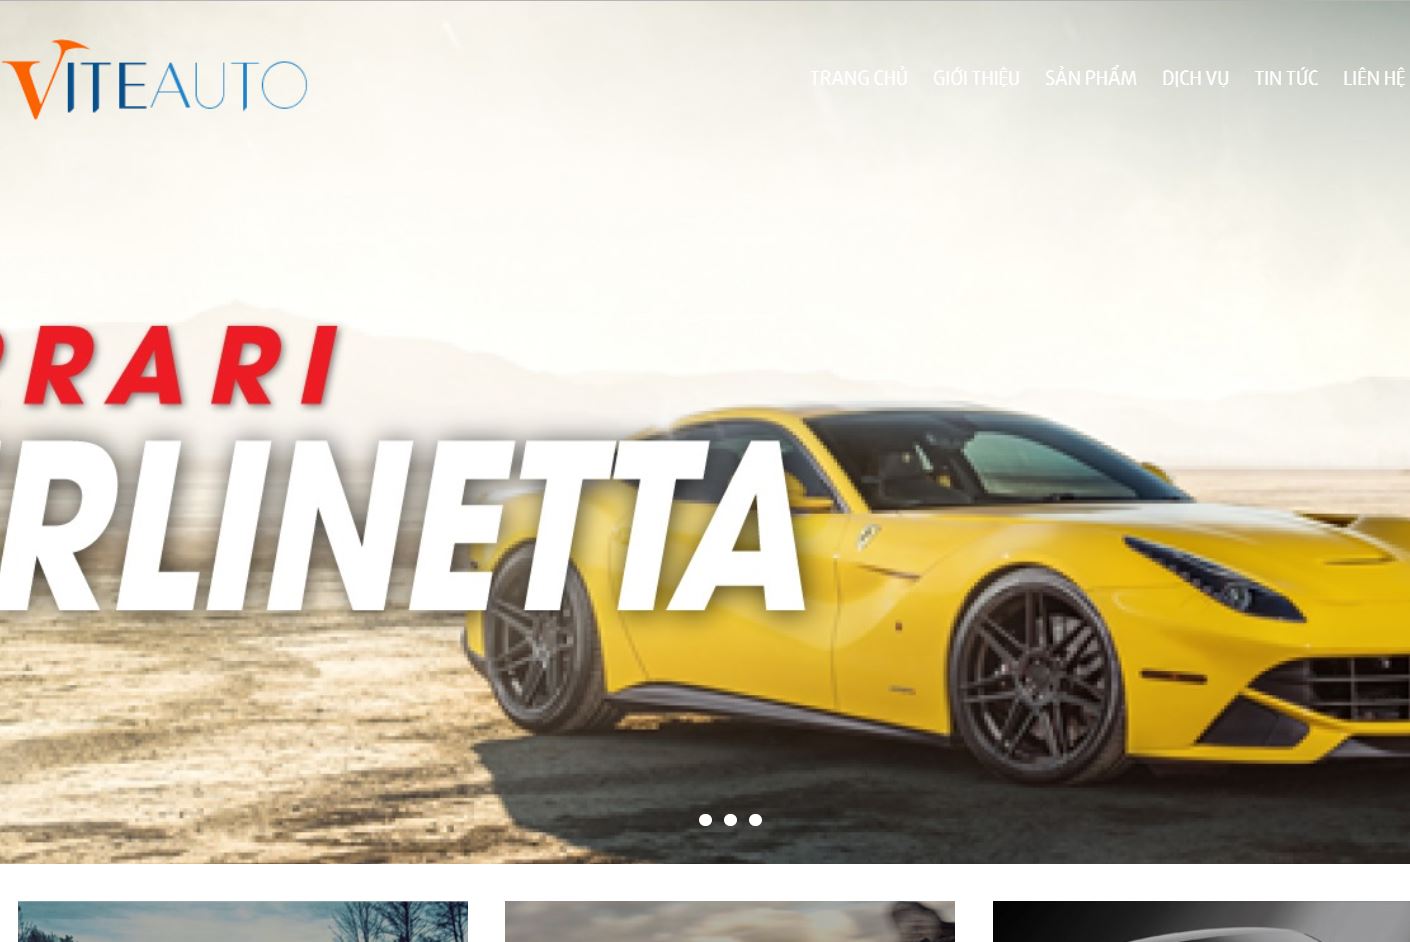 VITEAUTO
TRANG CHỦ GIỚI THIỆU SẢN PHẨM DỊCH VỤ TIN TỨC LIÊN HỆ
RRARI
RLINETTA